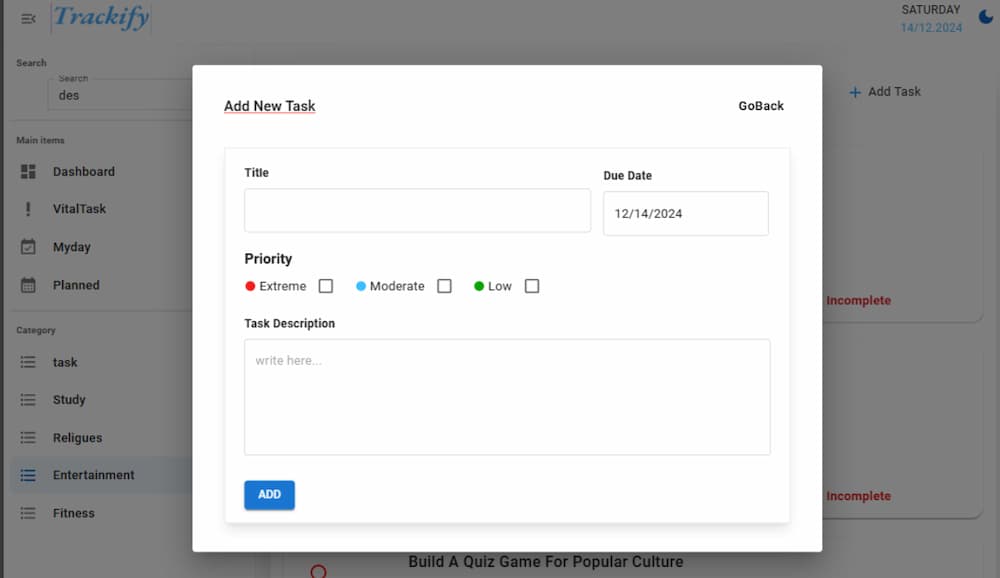 Trackify
SATURDAY
14/12.2024
Search
Search
des
Main items
Dashboard
VitalTask
Myday
Planned
Category
task
Study
Religues
Entertainment
Fitness
Add New Task
GoBack
Title
Due Date
12/14/2024
Priority
Extreme
Moderate
Low
Task Description
write here...
ADD
+ Add Task
Incomplete
Incomplete
Build A Quiz Game For Popular Culture